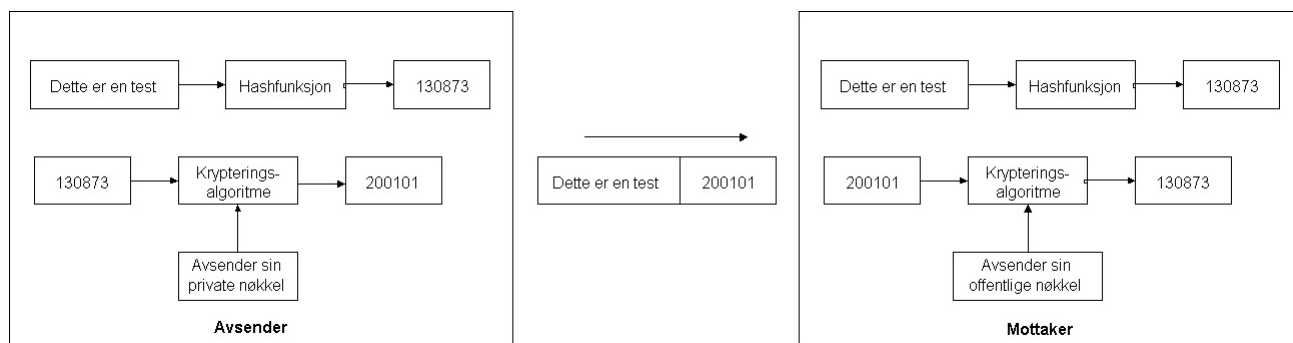 Dette er en test
Hashfunksjon
130873
130873
Krypterings-
algoritme
200101
Avsender sin
private nøkkel
Avsender
Dette er en test
200101
Dette er en test
Hashfunksjon
130873
200101
Krypterings-
algoritme
130873
Avsender sin
offentlige nøkkel
Mottaker